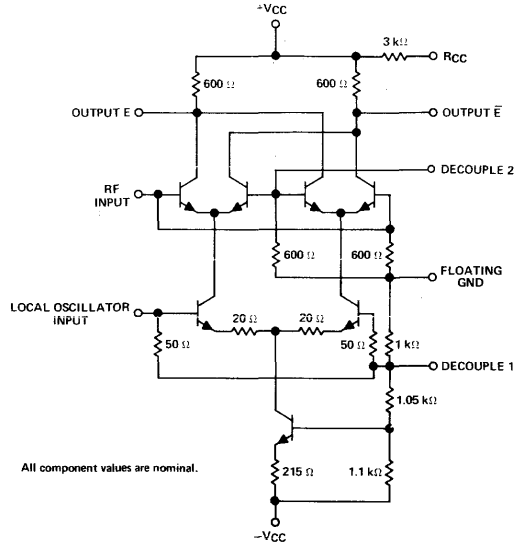 +VCC
3 kΩ
RCC
600 Ω
600 Ω
OUTPUT E
OUTPUT E̅
DECOUPLE 2
RF
INPUT
600 Ω
600 Ω
FLOATING
GND
LOCAL OSCILLATOR
INPUT
20 Ω
20 Ω
50 Ω
50 Ω
1 kΩ
DECOUPLE 1
1.05 kΩ
All component values are nominal.
215 Ω
1.1 kΩ
–VCC